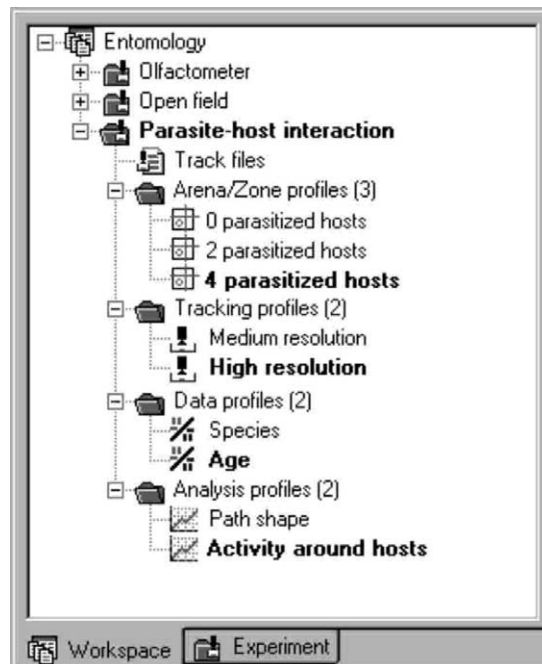 Entomology
Olfactometer
Open field
Parasite-host interaction
Track files
Arena/Zone profiles (3)
0 parasitized hosts
2 parasitized hosts
4 parasitized hosts
Tracking profiles (2)
Medium resolution
High resolution
Data profiles (2)
Species
Age
Analysis profiles (2)
Path shape
Activity around hosts
Workspace Experiment